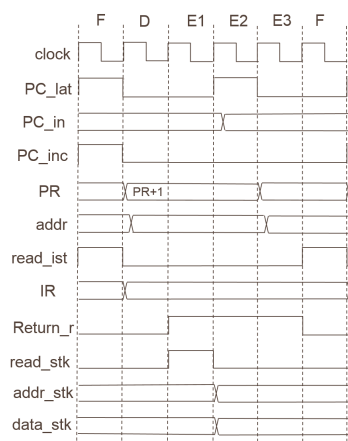 F D E1 E2 E3 F
clock
PC_lat
PC_in
PC_inc
PR PR+1
addr
read_ist
IR
Return_r
read_stk
addr_stk
data_stk